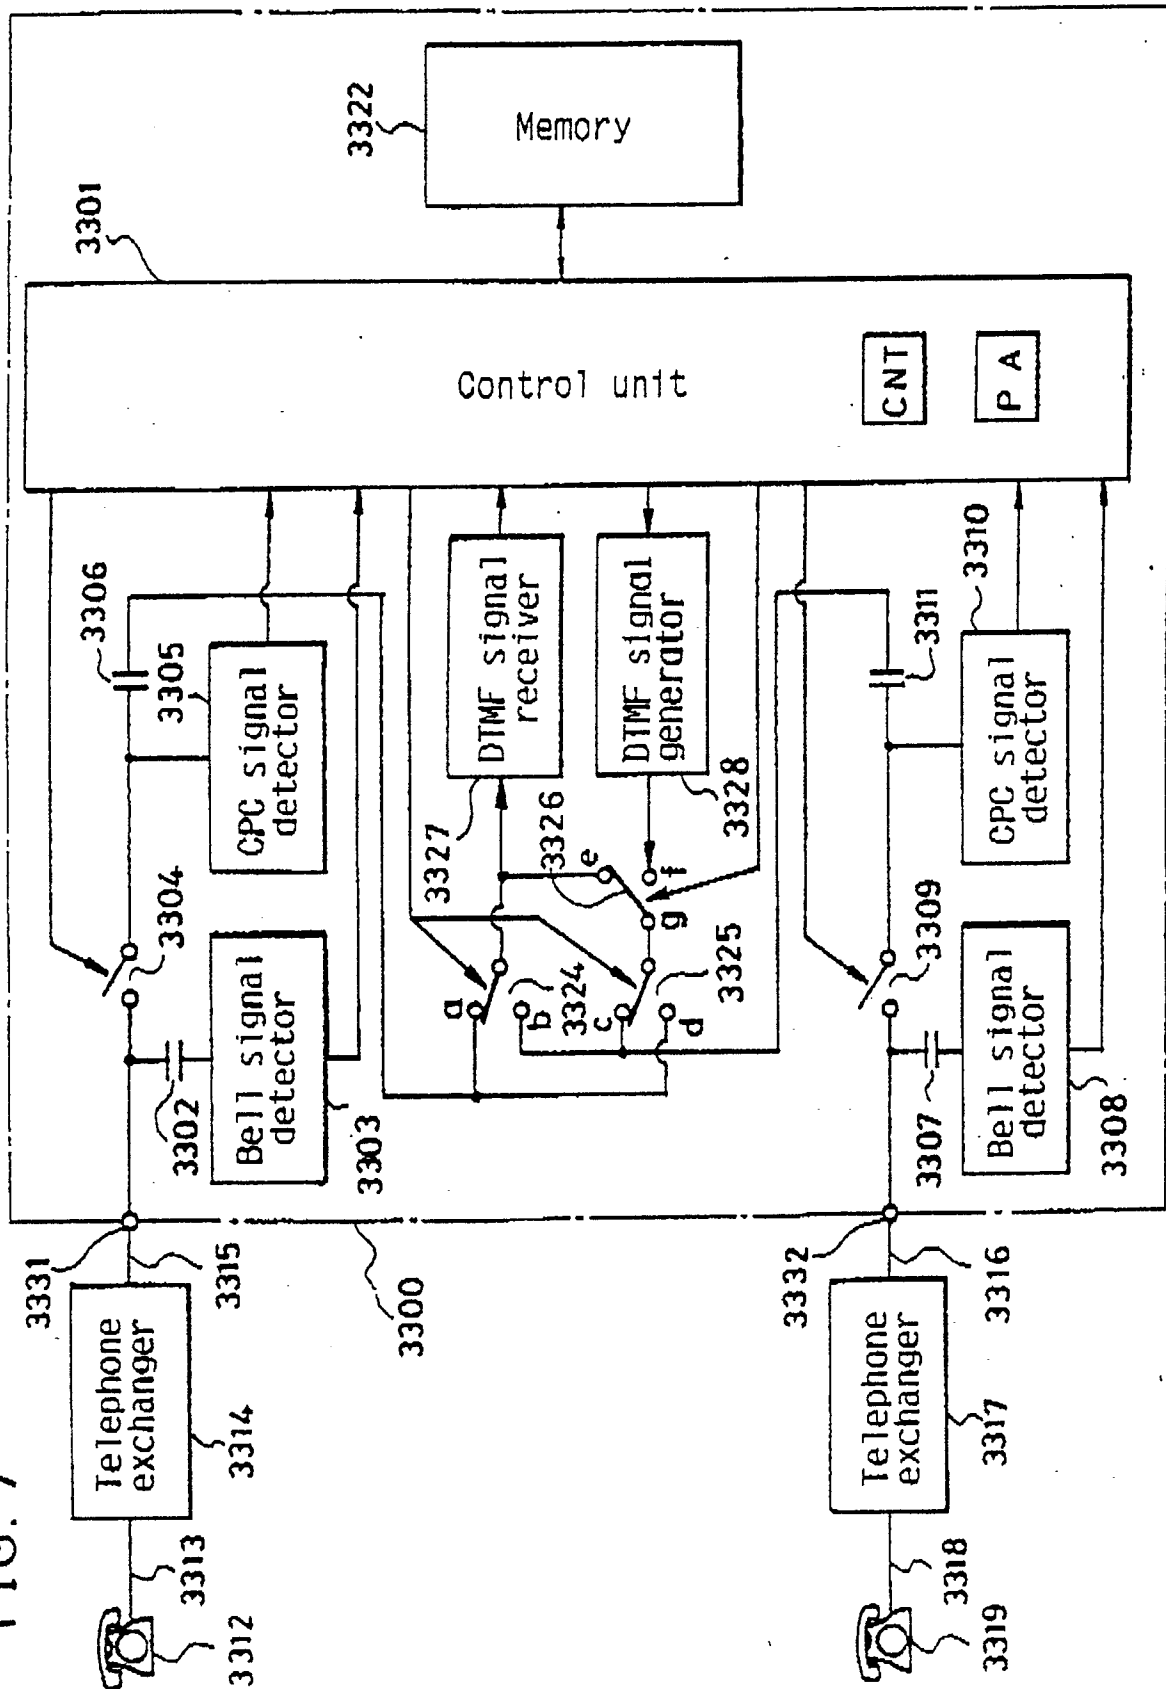 FIG. 7
3312
3313
Telephone
exchanger
3314
3331
3315
3300
3302
Bell signal
detector
3303
3304
CPC signal
detector
3305
3306
3301
Control unit
CNT
P A
3322
Memory
a
b
3324
c
d
3325
e
f
g
3326
3327
DTMF signal
receiver
DTMF signal
generator
3328
3319
3318
Telephone
exchanger
3317
3332
3316
3307
Bell signal
detector
3308
3309
CPC signal
detector
3310
3311